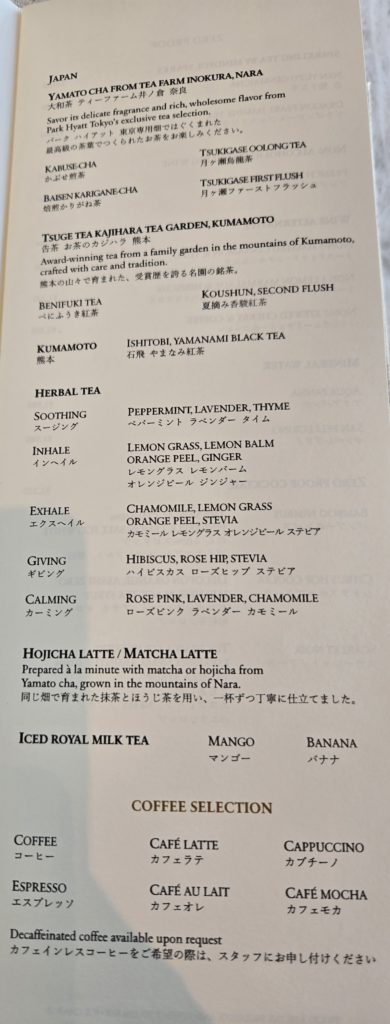 JAPAN
YAMATO CHA FROM TEA FARM INOKURA, NARA
大和茶 ティーファーム井ノ倉 奈良
Savor its delicate fragrance and rich, wholesome flavor from
Park Hyatt Tokyo's exclusive tea selection.
パーク ハイアット 東京専用畑ではぐくまれた
最高級の茶葉でつくられたお茶をお楽しみください。
KABUSE-CHA TSUKIGASE OOLONG TEA
かぶせ煎茶 月ヶ瀬烏龍茶
BAISEN KARIGANE-CHA TSUKIGASE FIRST FLUSH
焙煎かりがね茶 月ヶ瀬ファーストフラッシュ
TSUGE TEA KAJIHARA TEA GARDEN, KUMAMOTO
告茶 お茶のカジハラ 熊本
Award-winning tea from a family garden in the mountains of Kumamoto,
crafted with care and tradition.
熊本の山々で育まれた、受賞歴を誇る名園の銘茶。
BENIFUKI TEA KOUSHUN, SECOND FLUSH
べにふうき紅茶 夏摘み香駿紅茶
KUMAMOTO ISHITOBI, YAMANAMI BLACK TEA
熊本 石飛 やまなみ紅茶
HERBAL TEA
SOOTHING PEPPERMINT, LAVENDER, THYME
スージング ペパーミント ラベンダー タイム
INHALE LEMON GRASS, LEMON BALM
インヘイル ORANGE PEEL, GINGER
レモングラス レモンバーム
オレンジピール ジンジャー
EXHALE CHAMOMILE, LEMON GRASS
エクスヘイル ORANGE PEEL, STEVIA
カモミール レモングラス オレンジピール ステビア
GIVING HIBISCUS, ROSE HIP, STEVIA
ギビング ハイビスカス ローズヒップ ステビア
CALMING ROSE PINK, LAVENDER, CHAMOMILE
カーミング ローズピンク ラベンダー カモミール
HOJICHA LATTE / MATCHA LATTE
Prepared à la minute with matcha or hojicha from
Yamato cha, grown in the mountains of Nara.
同じ畑で育まれた抹茶とほうじ茶を用い、一杯ずつ丁寧に仕立てました。
ICED ROYAL MILK TEA MANGO BANANA
マンゴー バナナ
COFFEE SELECTION
COFFEE CAFÉ LATTE CAPPUCCINO
コーヒー カフェラテ カプチーノ
ESPRESSO CAFÉ AU LAIT CAFÉ MOCHA
エスプレッソ カフェオレ カフェモカ
Decaffeinated coffee available upon request
カフェインレスコーヒーをご希望の際は、スタッフにお申し付けください